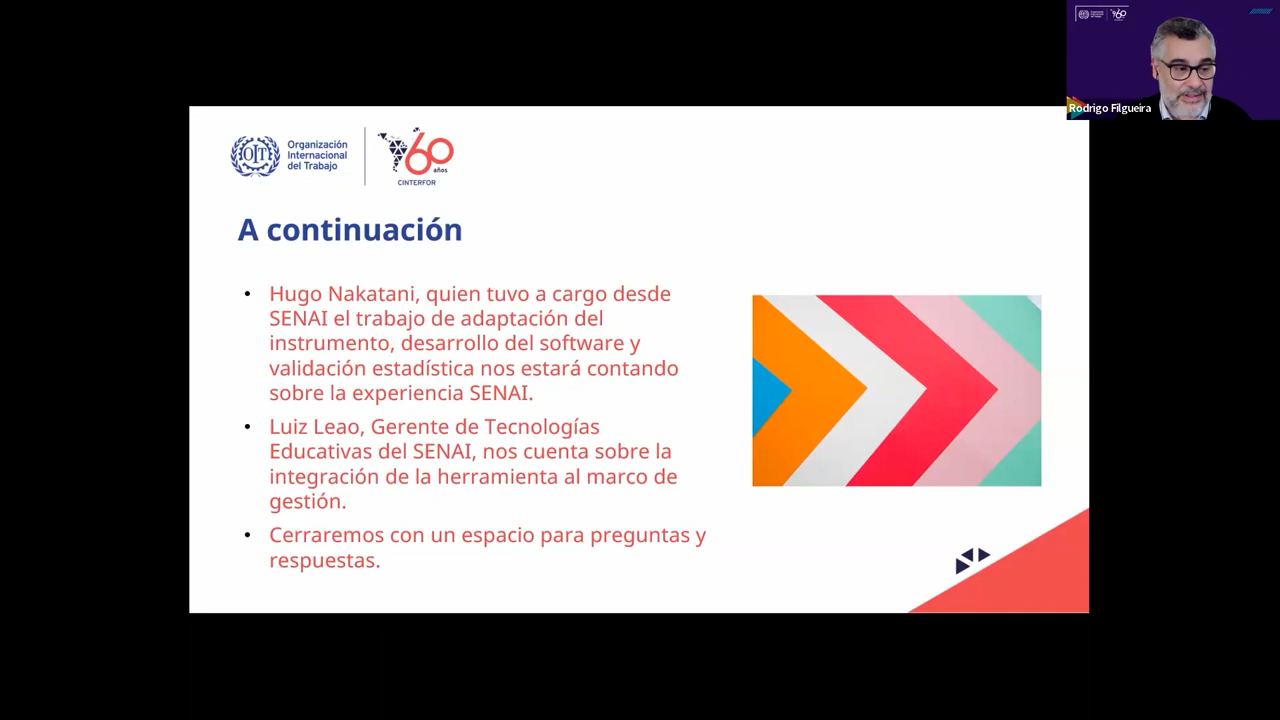 Rodrigo Filgueira
OIT
Organización
Internacional
del Trabajo
60
años
CINTERFOR
A continuación
• Hugo Nakatani, quien tuvo a cargo desde
SENAI el trabajo de adaptación del
instrumento, desarrollo del software y
validación estadística nos estará contando
sobre la experiencia SENAI.
• Luiz Leao, Gerente de Tecnologías
Educativas del SENAI, nos cuenta sobre la
integración de la herramienta al marco de
gestión.
• Cerraremos con un espacio para preguntas y
respuestas.